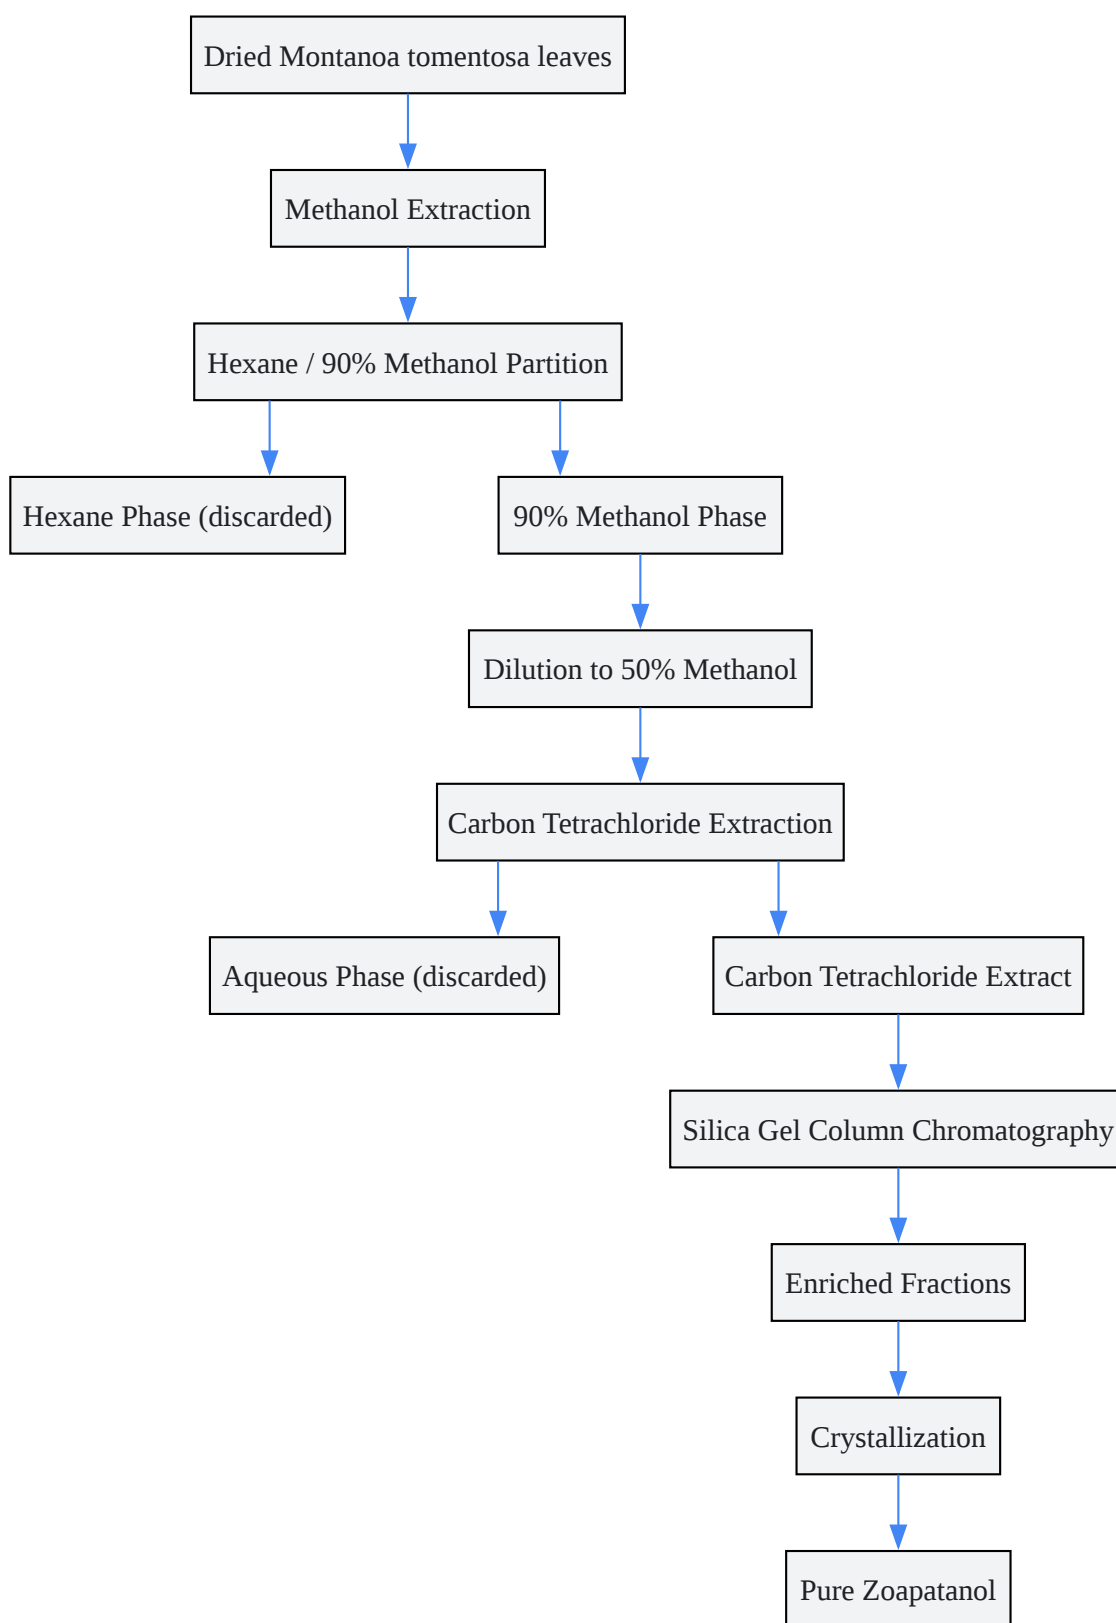 Dried Montanoa tomentosa leaves
Methanol Extraction
Hexane / 90% Methanol Partition
Hexane Phase (discarded)
90% Methanol Phase
Dilution to 50% Methanol
Carbon Tetrachloride Extraction
Aqueous Phase (discarded)
Carbon Tetrachloride Extract
Silica Gel Column Chromatography
Enriched Fractions
Crystallization
Pure Zoapatanol